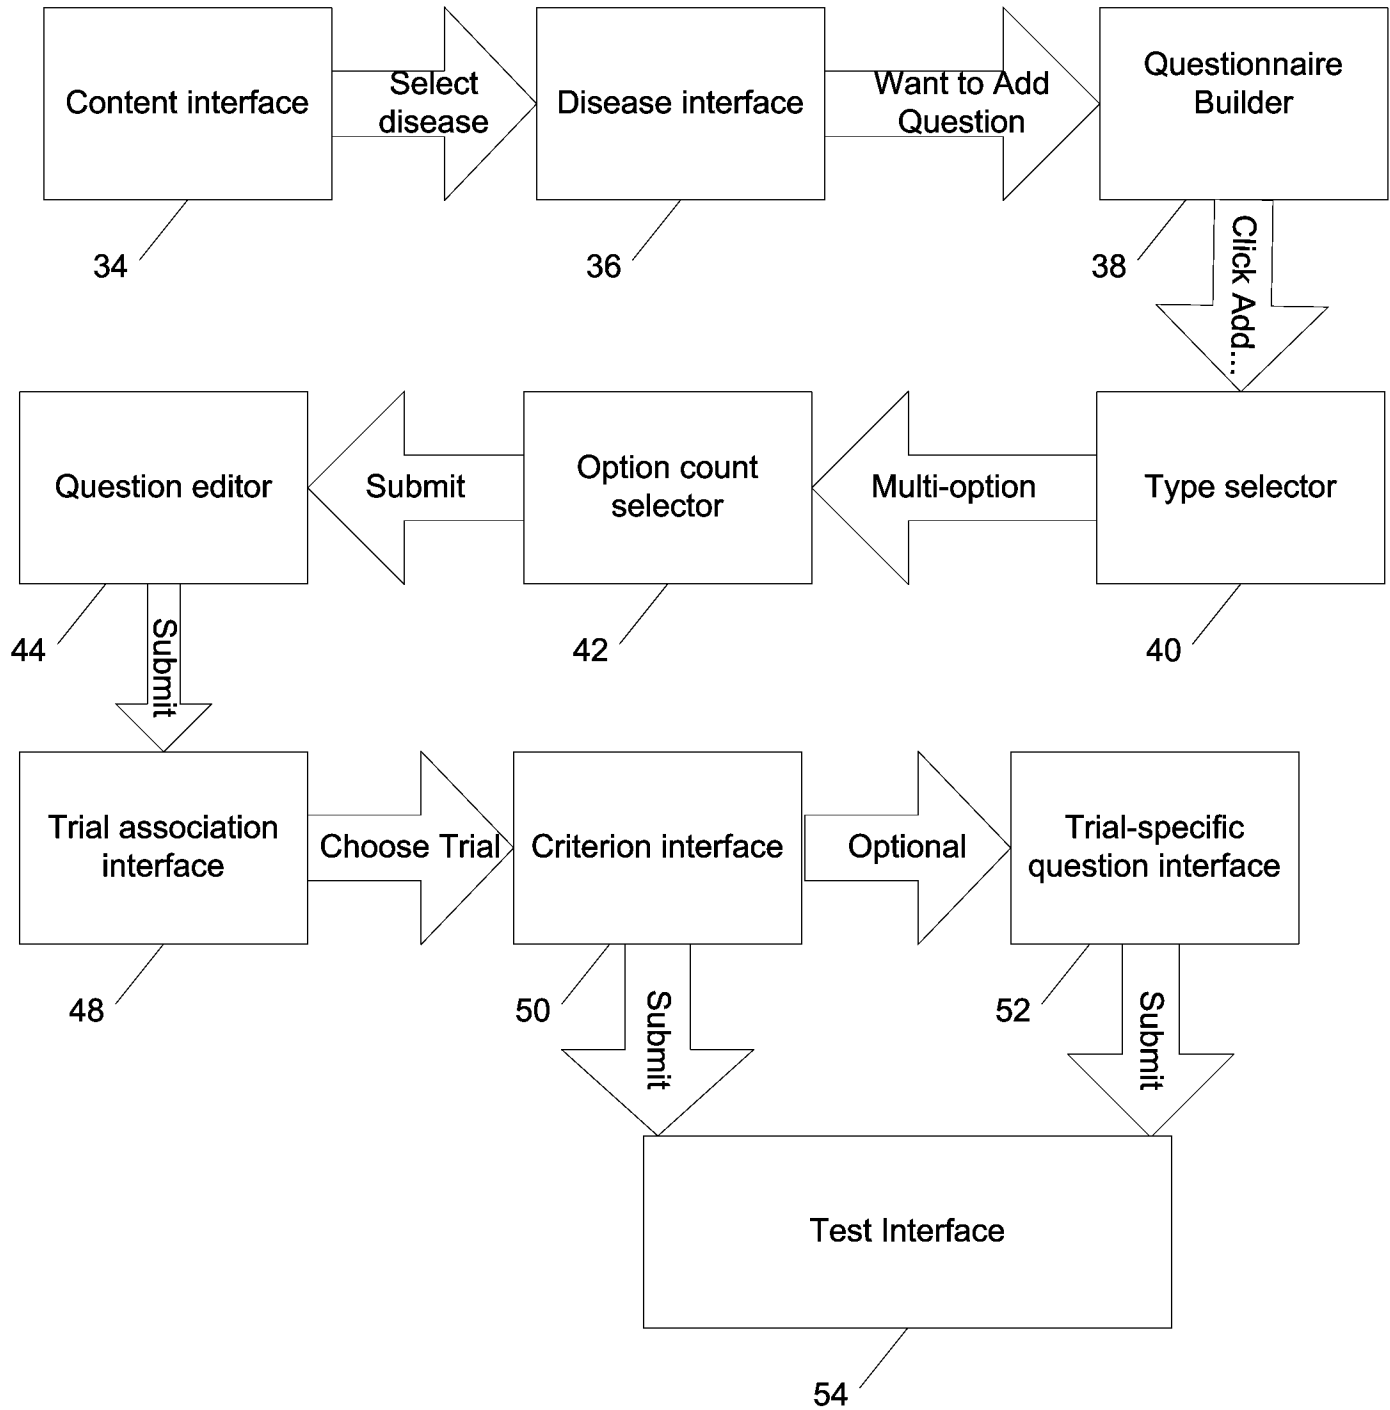 Content interface
Select
disease
Disease interface
Want to Add
Question
Questionnaire
Builder
34
36
38
Click Add...
Question editor
Submit
Option count
selector
Multi-option
Type selector
44
42
40
Submit
Trial association
interface
Choose Trial
Criterion interface
Optional
Trial-specific
question interface
48
50
52
Submit
Submit
Test Interface
54